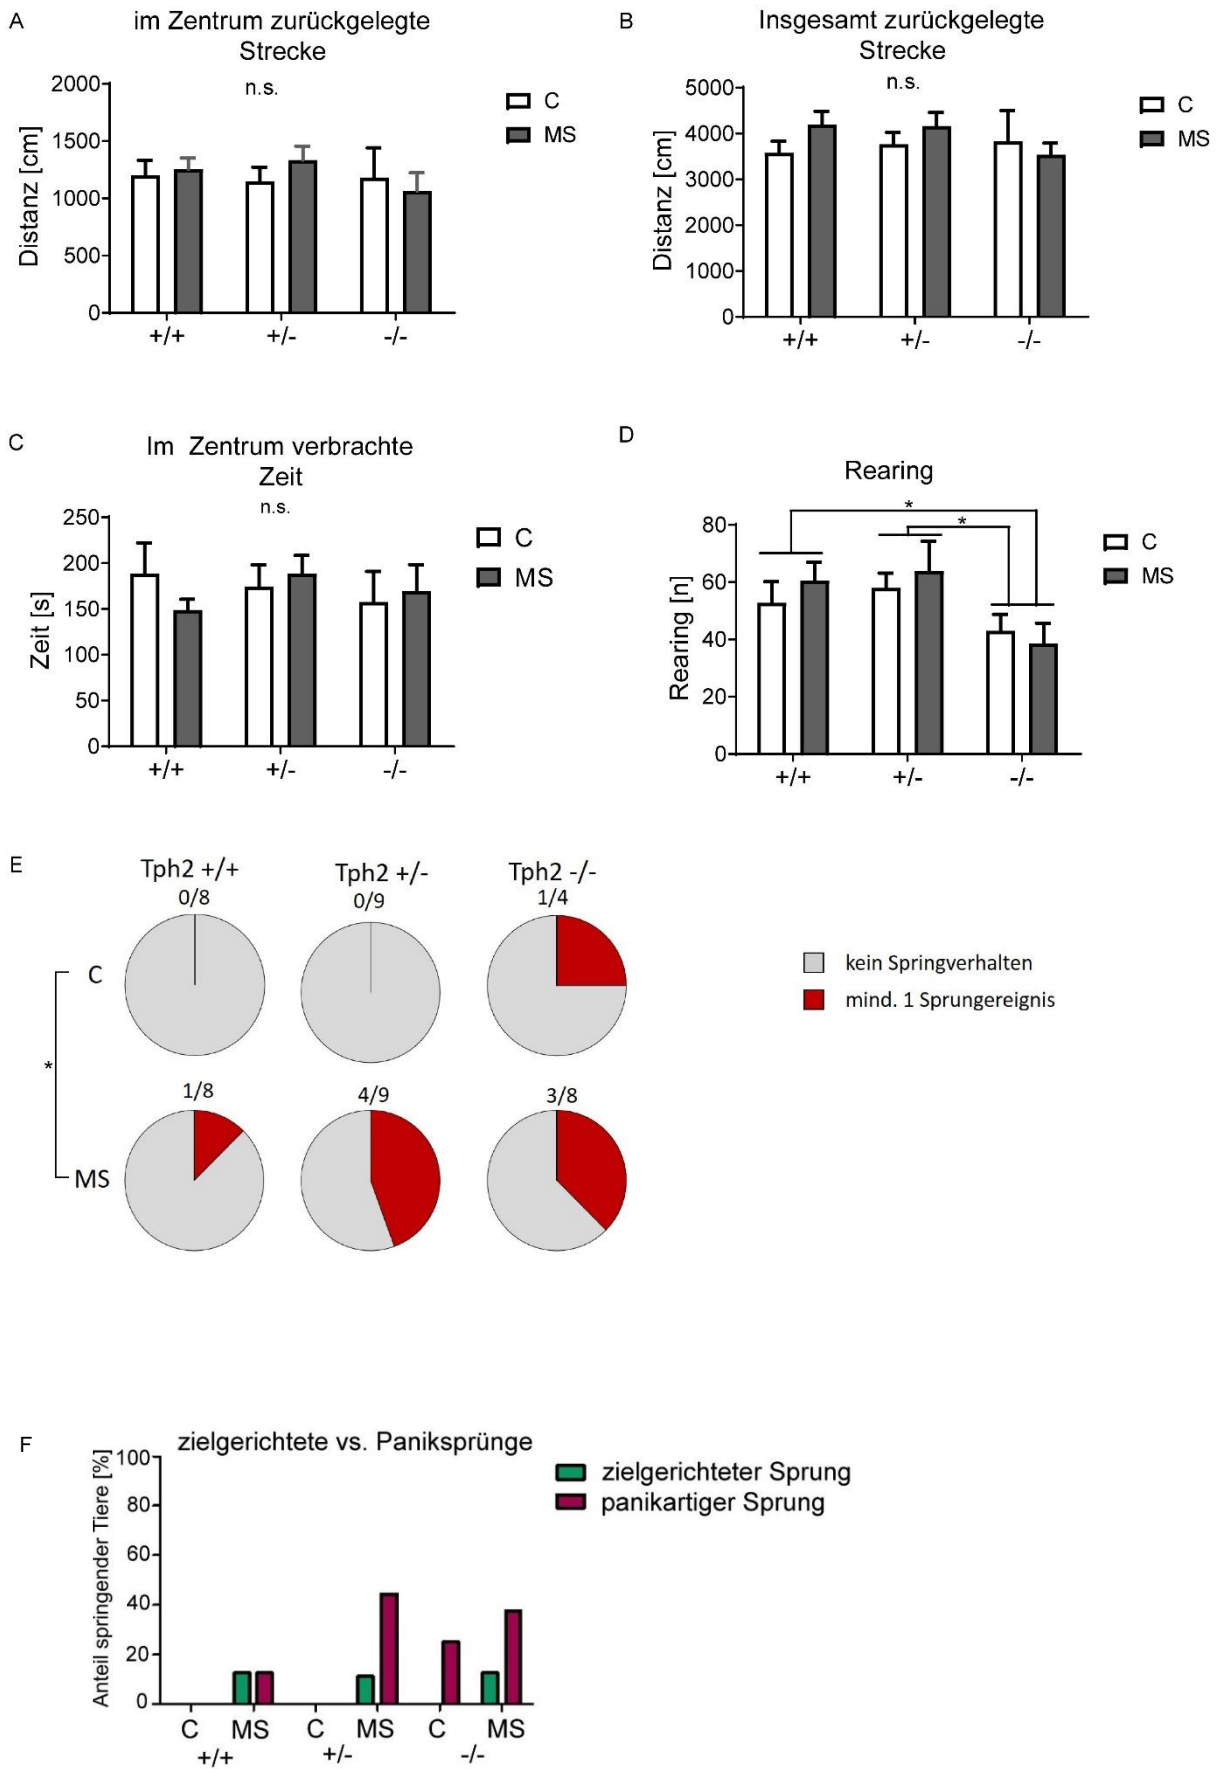 A
im Zentrum zurückgelegte
Strecke
n.s.
2000
1500
1000
500
0
Distanz [cm]
+/+
+/-
-/-
C
MS
B
Insgesamt zurückgelegte
Strecke
n.s.
5000
4000
3000
2000
1000
0
Distanz [cm]
+/+
+/-
-/-
C
MS
C
Im Zentrum verbrachte
Zeit
n.s.
250
200
150
100
50
0
Zeit [s]
+/+
+/-
-/-
C
MS
D
Rearing
*
*
80
60
40
20
0
Rearing [n]
+/+
+/-
-/-
C
MS
E
Tph2 +/+
Tph2 +/-
Tph2 -/-
0/8
0/9
1/4
C
*
1/8
4/9
3/8
MS
kein Springverhalten
mind. 1 Sprungereignis
F
zielgerichtete vs. Paniksprünge
100
80
60
40
20
0
Anteil springender Tiere [%]
C MS C MS C MS
+/+
+/-
-/-
zielgerichteter Sprung
panikartiger Sprung